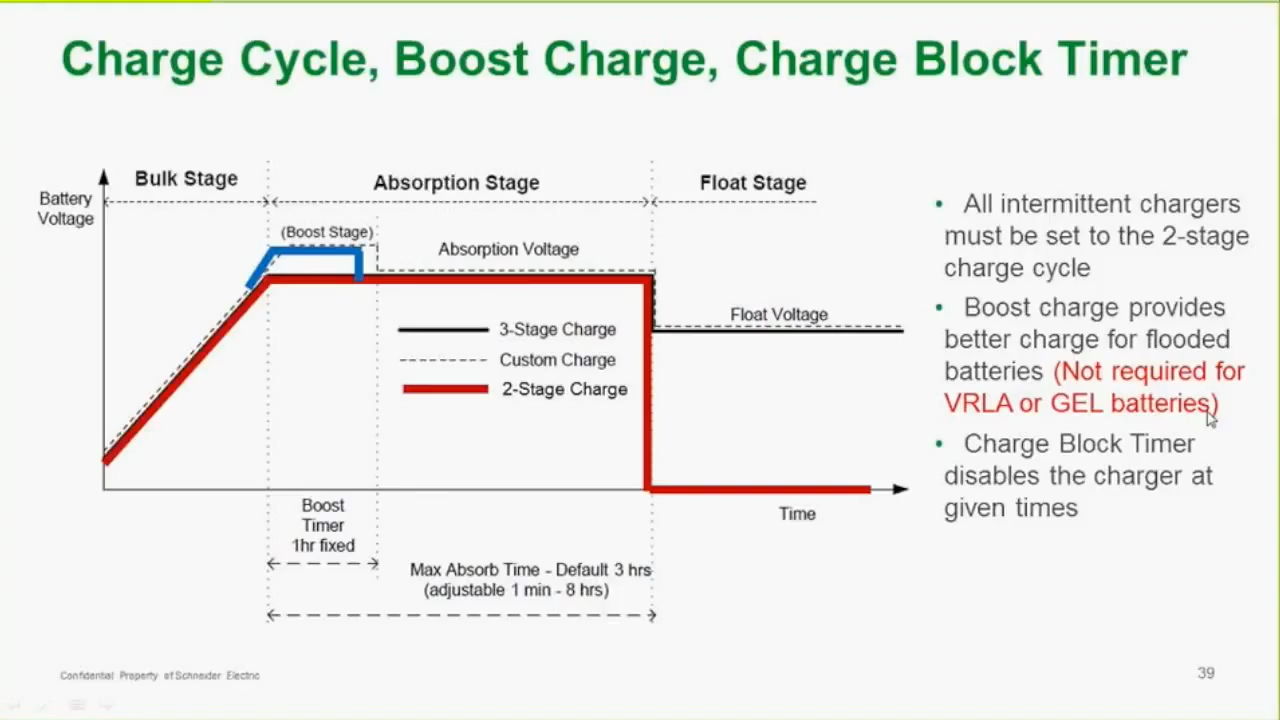 Charge Cycle, Boost Charge, Charge Block Timer
Bulk Stage
Absorption Stage
Float Stage
Battery
Voltage
(Boost Stage)
Absorption Voltage
Float Voltage
3-Stage Charge
Custom Charge
2-Stage Charge
Boost
Timer
1hr fixed
Time
Max Absorb Time - Default 3 hrs
(adjustable 1 min - 8 hrs)
• All intermittent chargers
must be set to the 2-stage
charge cycle
• Boost charge provides
better charge for flooded
batteries (Not required for
VRLA or GEL batteries)
• Charge Block Timer
disables the charger at
given times
Confidential Property of Schneider Electric
39